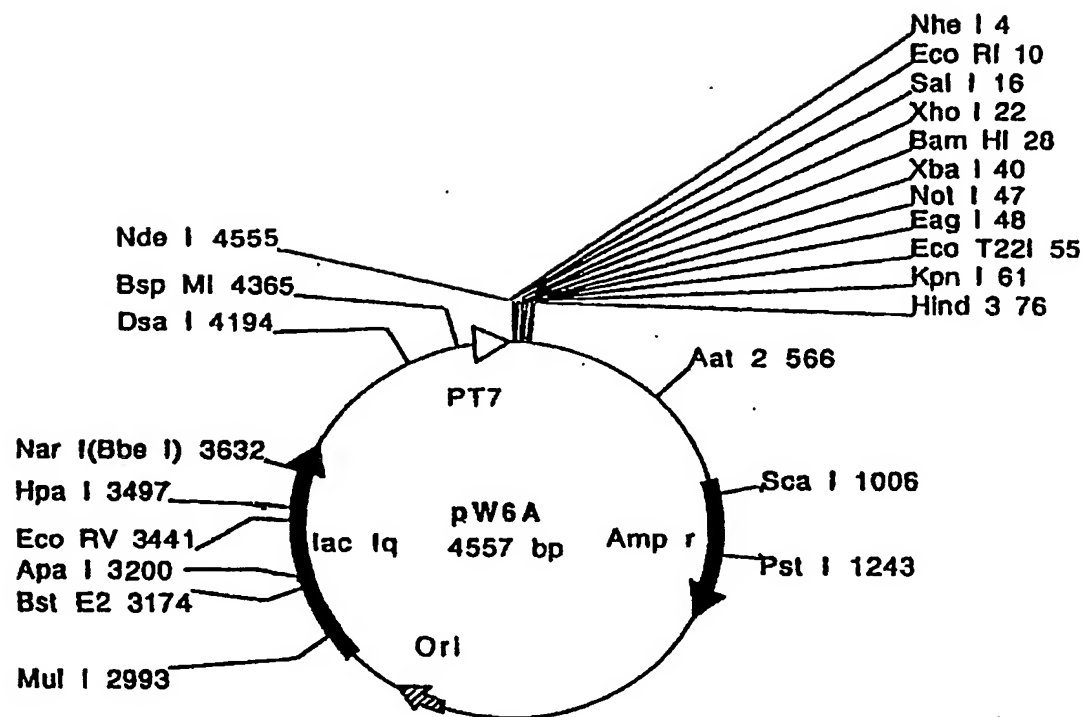 Nhe I 4
Eco RI 10
Sal I 16
Xho I 22
Bam HI 28
Xba I 40
Not I 47
Eag I 48
Eco T22I 55
Kpn I 61
Hind 3 76
Nde I 4555
Bsp MI 4365
Dsa I 4194
PT7
Aat 2 566
Nar I(Bbe I) 3632
Hpa I 3497
Eco RV 3441
Apa I 3200
Bst E2 3174
Mul I 2993
lac Iq
pW6A
4557 bp
Amp r
Sca I 1006
Pst I 1243
Ori